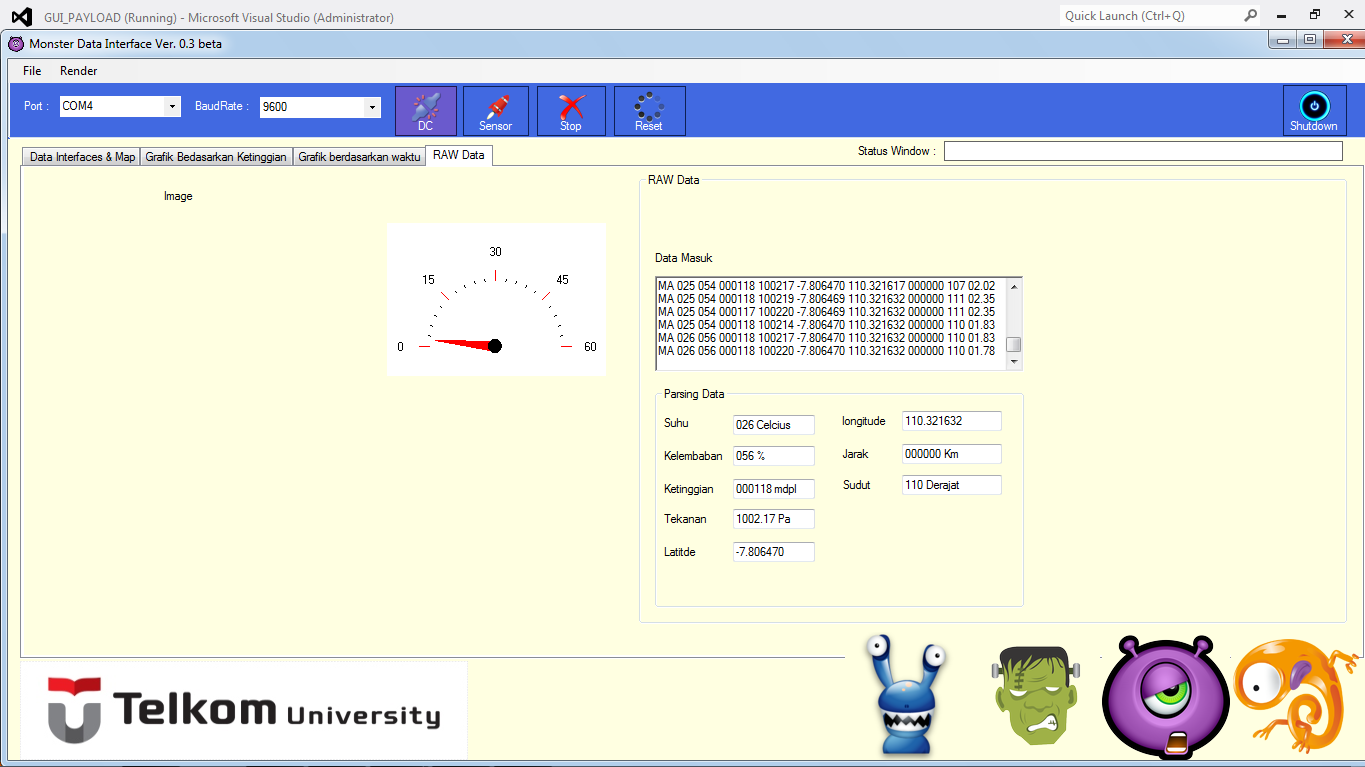 GUI_PAYLOAD (Running) - Microsoft Visual Studio (Administrator)
Quick Launch (Ctrl+Q)
Monster Data Interface Ver. 0.3 beta
File Render
Port : COM4 BaudRate : 9600 DC Sensor Stop Reset Shutdown
Data Interfaces & Map Grafik Bedasarkan Ketinggian Grafik berdasarkan waktu RAW Data
Status Window :
Image
0 15 30 45 60
RAW Data
Data Masuk
MA 025 054 000118 100217 -7.806470 110.321617 000000 107 02.02
MA 025 054 000118 100219 -7.806469 110.321632 000000 111 02.35
MA 025 054 000117 100220 -7.806469 110.321632 000000 111 02.35
MA 025 054 000118 100214 -7.806470 110.321632 000000 110 01.83
MA 026 056 000118 100217 -7.806470 110.321632 000000 110 01.83
MA 026 056 000118 100220 -7.806470 110.321632 000000 110 01.78
Parsing Data
Suhu 026 Celcius
Kelembaban 056 %
Ketinggian 000118 mdpl
Tekanan 1002.17 Pa
Latitde -7.806470
longitude 110.321632
Jarak 000000 Km
Sudut 110 Derajat
Telkom University